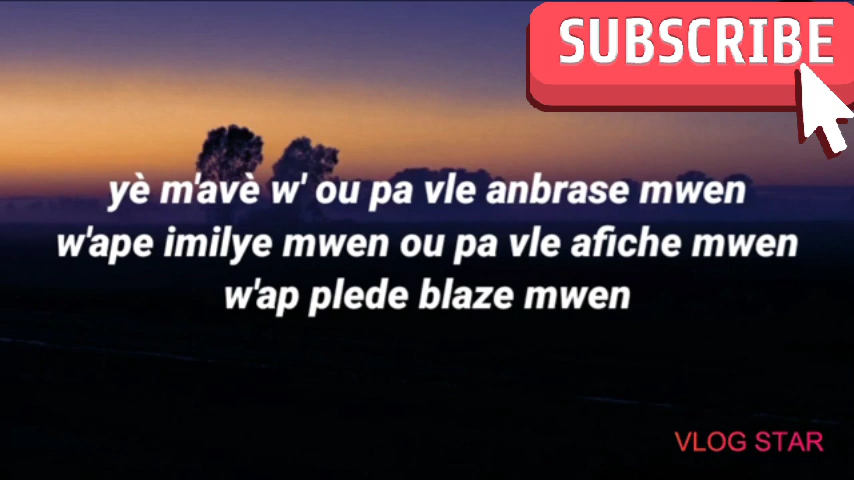 SUBSCRIBE
yè m'avè w' ou pa vle anbrase mwen
w'ape imilye mwen ou pa vle afiche mwen
w'ap plede blaze mwen
VLOG STAR